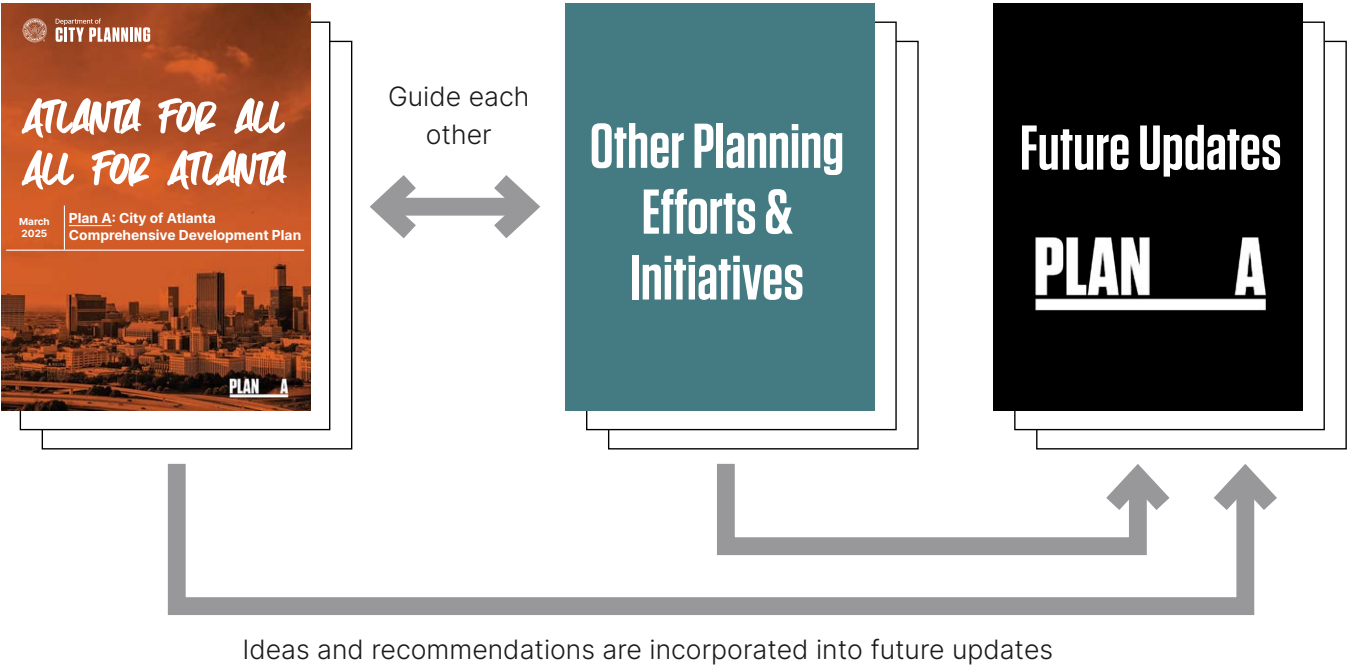 Department of
CITY PLANNING
ATLANTA FOR ALL
ALL FOR ATLANTA
March
2025
Plan A: City of Atlanta
Comprehensive Development Plan
PLAN A
Guide each
other
Other Planning
Efforts &
Initiatives
Future Updates
PLAN A
Ideas and recommendations are incorporated into future updates